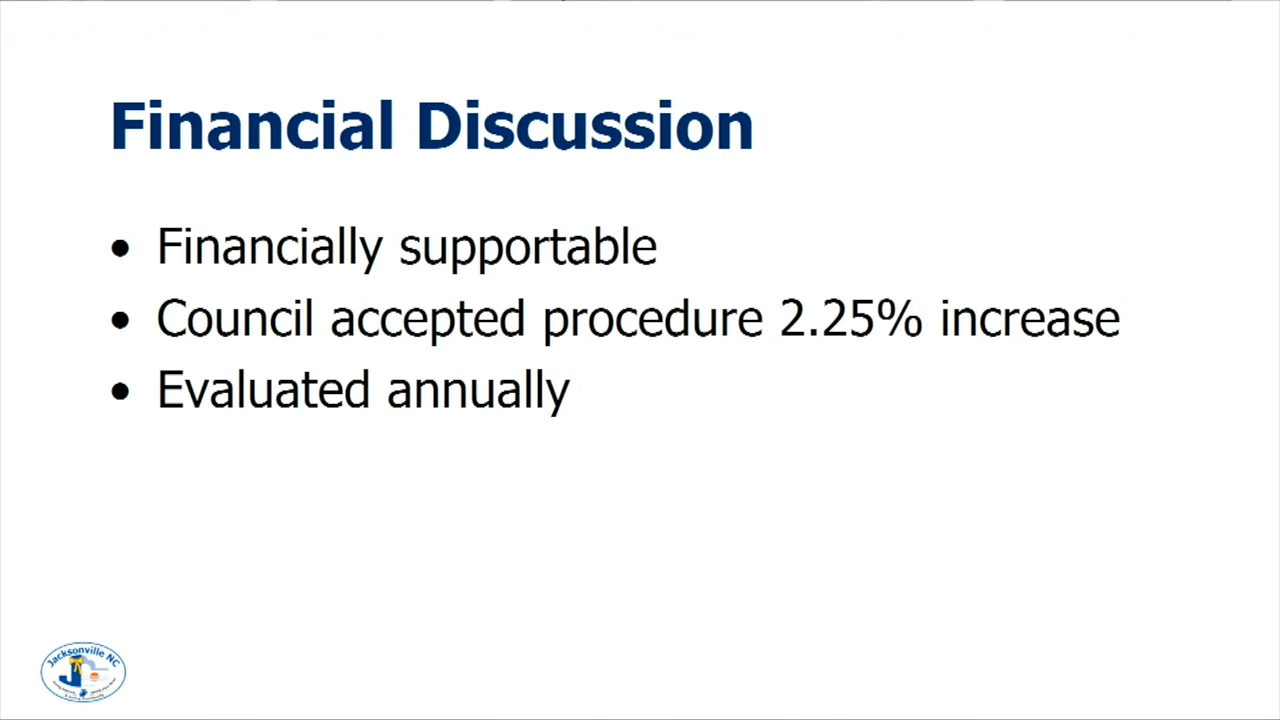 Financial Discussion
• Financially supportable
• Council accepted procedure 2.25% increase
• Evaluated annually
Jacksonville NC